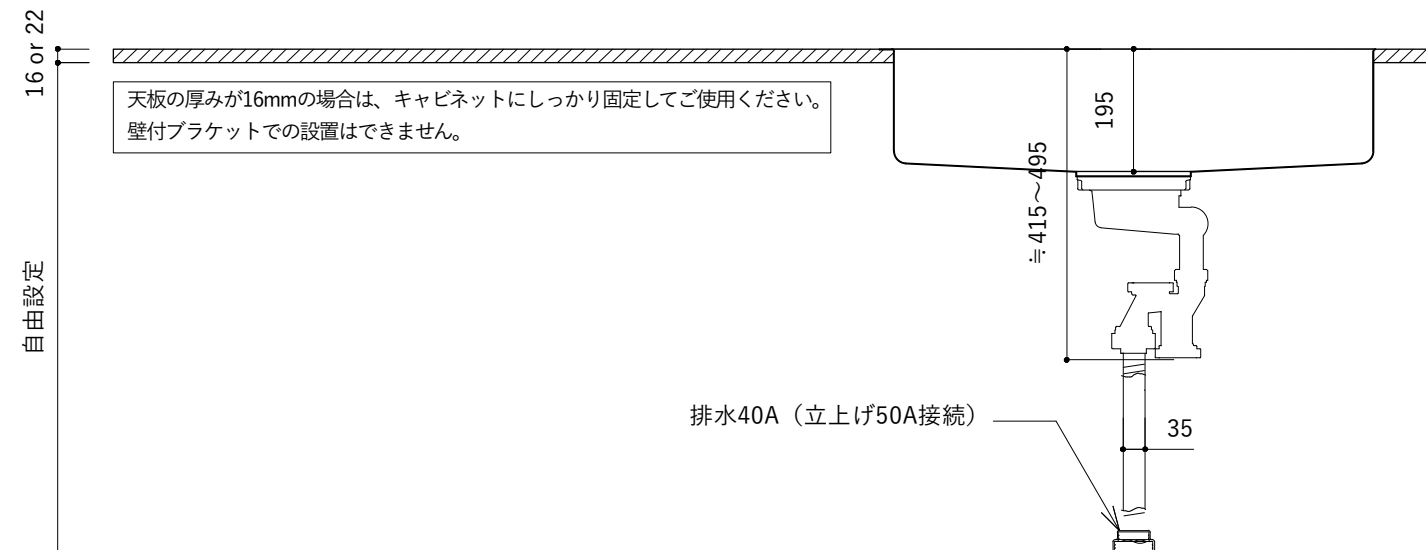 16 or 22
天板の厚みが16mmの場合は、キャビネットにしっかり固定してご使用ください。
壁付ブラケットでの設置はできません。
195
≒415～495
自由設定
排水40A（立上げ50A接続）
35